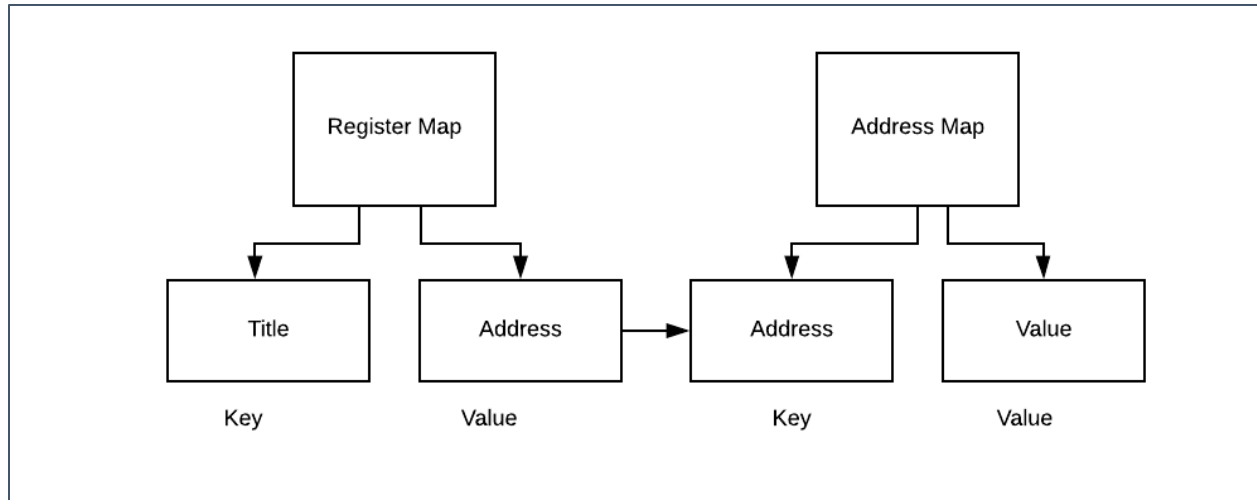 Register Map
Address Map
Title
Address
Address
Value
Key
Value
Key
Value